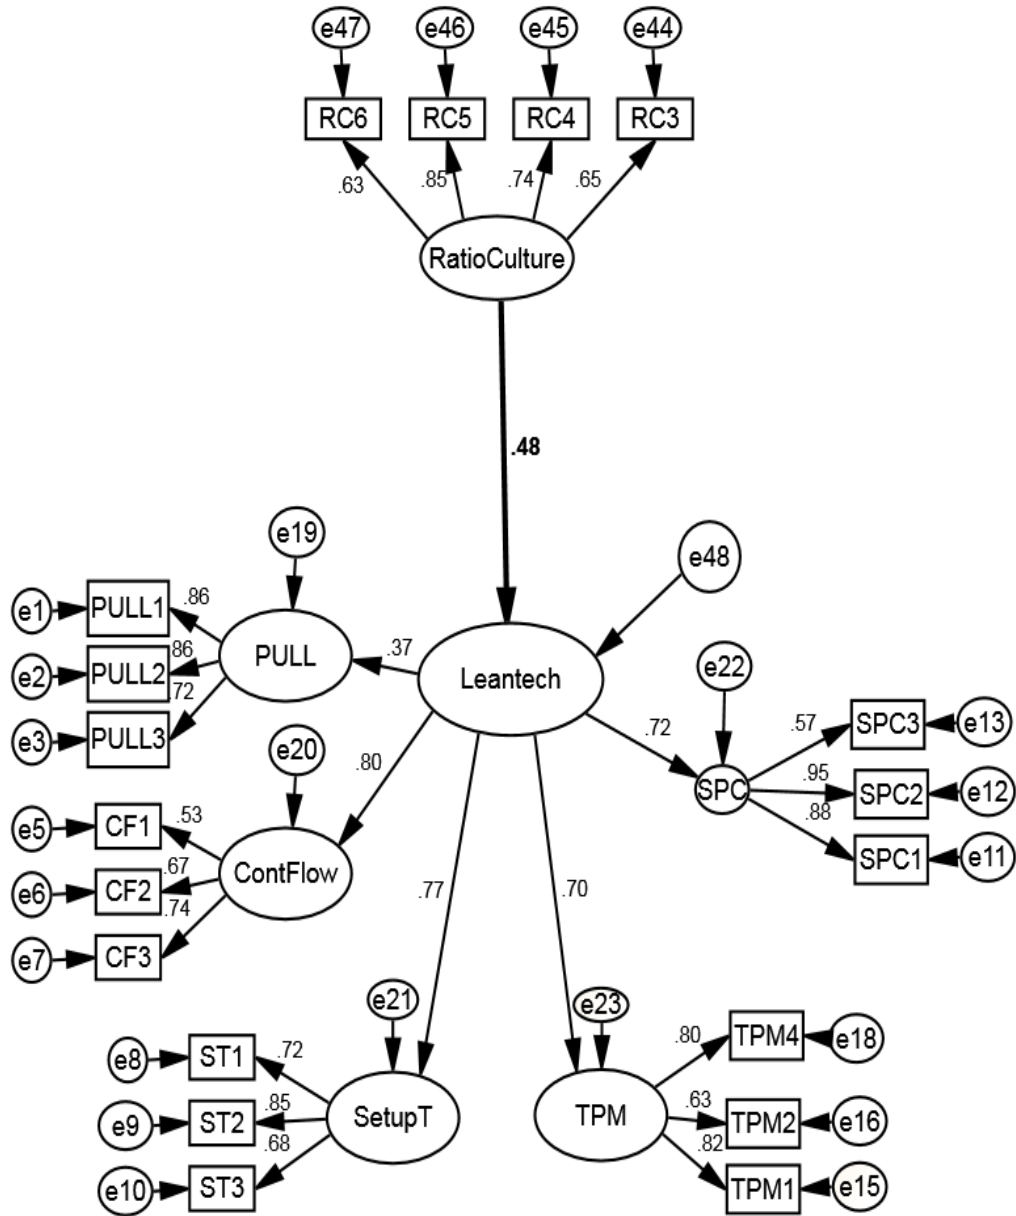 e47 e46 e45 e44
RC6 RC5 RC4 RC3
.63 .85 .74 .65
RatioCulture
.48
e19
e48
e1 PULL1 .86
PULL
.37
Leantech
e2 PULL2 .86
e22
e3 PULL3 .72
.72
SPC
.57 SPC3 e13
.95 SPC2 e12
.88 SPC1 e11
e20
.80
e5 CF1 .53
ContFlow
e6 CF2 .67
e7 CF3 .74
.77 .70
e21
e23
e8 ST1 .72
SetupT
e9 ST2 .85
e10 ST3 .68
TPM
.80 TPM4 e18
.63 TPM2 e16
.82 TPM1 e15